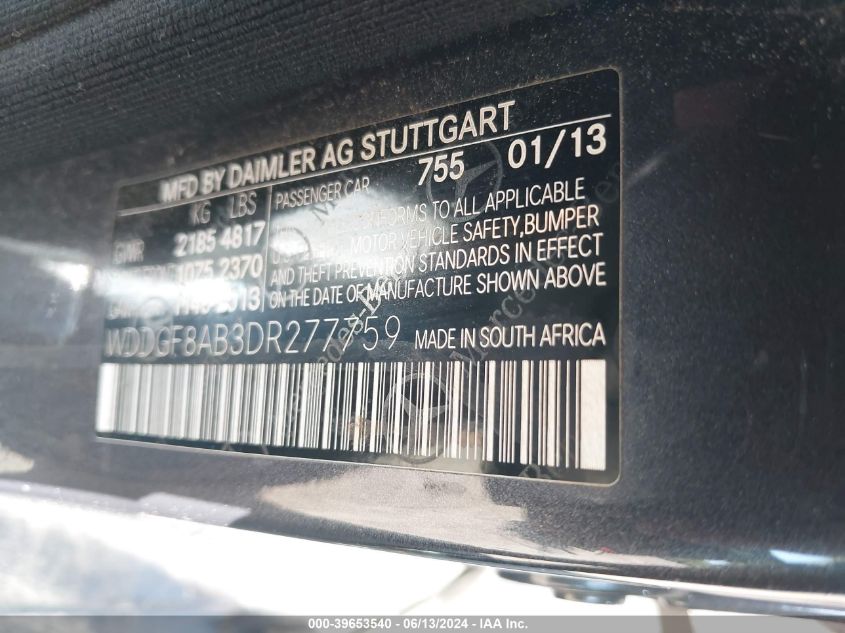 MFD BY DAIMLER AG STUTTGART
KG LBS
PASSENGER CAR 755 01/13
GVWR 2185 4817
TO ALL APPLICABLE
MOTOR VEHICLE SAFETY, BUMPER
1075 2370
AND THEFT PREVENTION STANDARDS IN EFFECT
ON THE DATE OF MANUFACTURE SHOWN ABOVE
WDDGF8AB3DR277759 MADE IN SOUTH AFRICA
000-39653540 - 06/13/2024 - IAA Inc.